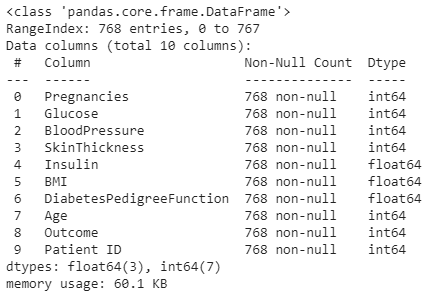 <class 'pandas.core.frame.DataFrame'>
RangeIndex: 768 entries, 0 to 767
Data columns (total 10 columns):
 #   Column                    Non-Null Count  Dtype
---  ------                    --------------  -----
 0   Pregnancies               768 non-null    int64
 1   Glucose                   768 non-null    int64
 2   BloodPressure             768 non-null    int64
 3   SkinThickness             768 non-null    int64
 4   Insulin                   768 non-null    float64
 5   BMI                       768 non-null    float64
 6   DiabetesPedigreeFunction  768 non-null    float64
 7   Age                       768 non-null    int64
 8   Outcome                   768 non-null    int64
 9   Patient ID                768 non-null    int64
dtypes: float64(3), int64(7)
memory usage: 60.1 KB